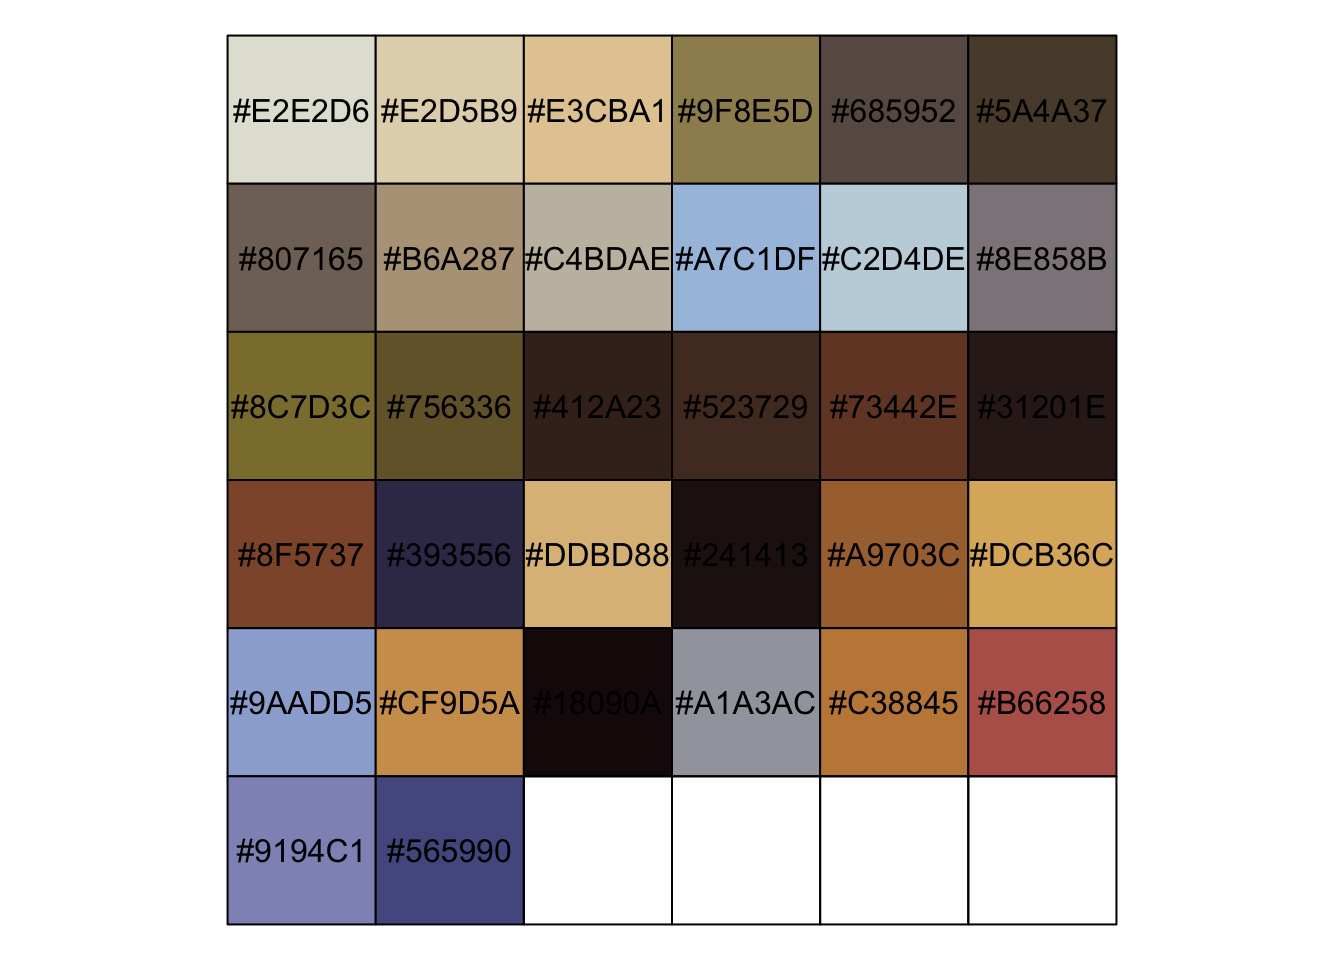 #E2E2D6 #E2D5B9 #E3CBA1 #9F8E5D #685952 #5A4A37
#807165 #B6A287 #C4BDAE #A7C1DF #C2D4DE #8E858B
#8C7D3C #756336 #412A23 #523729 #73442E #31201E
#8F5737 #393556 #DDBD88 #241413 #A9703C #DCB36C
#9AADD5 #CF9D5A #18090A #A1A3AC #C38845 #B66258
#9194C1 #565990